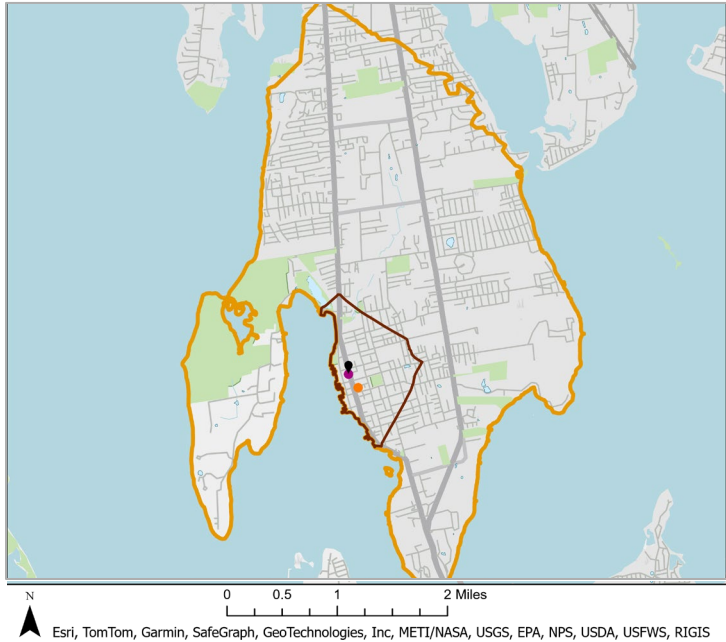 N
0 0.5 1 2 Miles
Esri, TomTom, Garmin, SafeGraph, GeoTechnologies, Inc, METI/NASA, USGS, EPA, NPS, USDA, USFWS, RIGIS